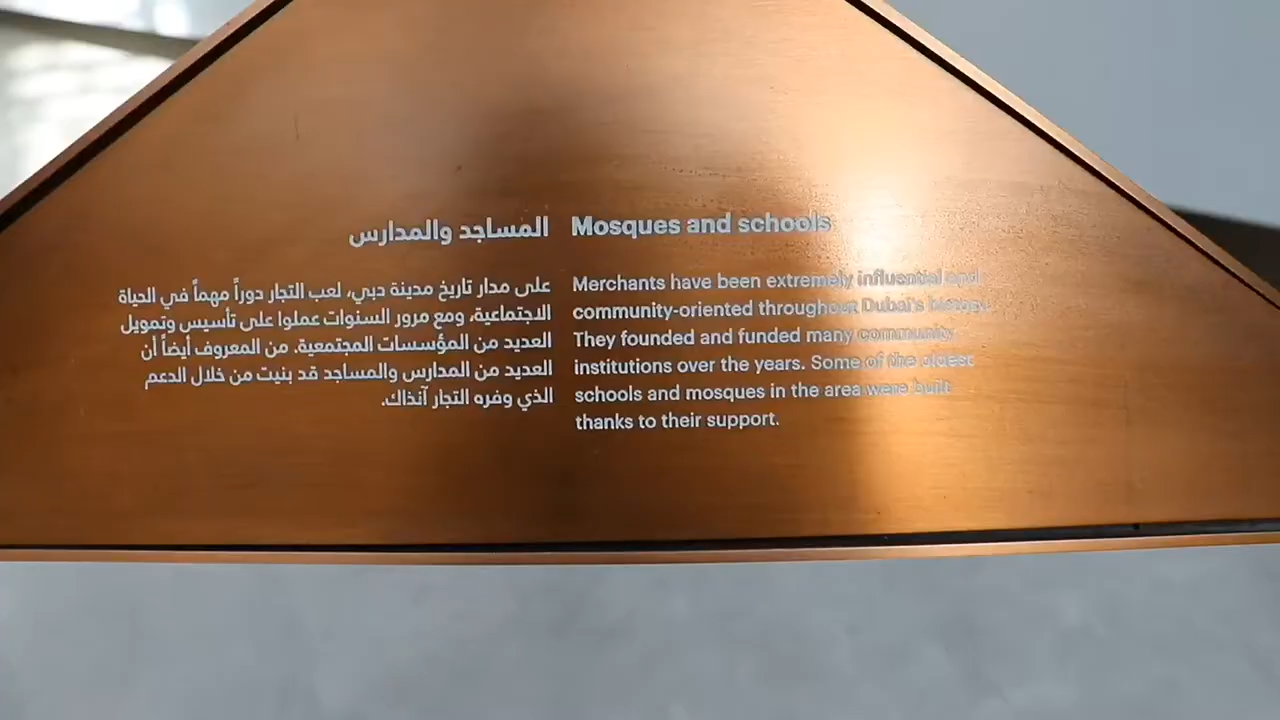 المساجد والمدارس
على مدار تاريخ مدينة دبي، لعب التجار دوراً مهماً في الحياة
الاجتماعية، ومع مرور السنوات عملوا على تأسيس وتمويل
العديد من المؤسسات المجتمعية. من المعروف أيضاً أن
العديد من المدارس والمساجد قد بنيت من خلال الدعم
الذي وفره التجار آنذاك.
Mosques and schools
Merchants have been extremely influential and
community-oriented throughout Dubai's history.
They founded and funded many community
institutions over the years. Some of the oldest
schools and mosques in the area were built
thanks to their support.